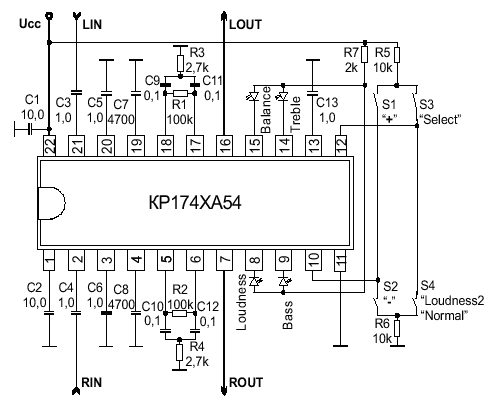 Ucc
LIN
LOUT
R3
2,7k
R7
2k
R5
10k
C1
10,0
C3
1,0
C5
1,0
C7
4700
C9
0,1
R1
100k
C11
0,1
Balance
Treble
C13
1,0
S1
"+"
S3
"Select"
22
21
20
19
18
17
16
15
14
13
12
КР174ХА54
1
2
3
4
5
6
7
8
9
10
11
C2
10,0
C4
1,0
C6
1,0
C8
4700
C10
0,1
R2
100k
C12
0,1
R4
2,7k
Loudness
Bass
S2
"-"
S4
"Loudness2
"Normal"
R6
10k
RIN
ROUT